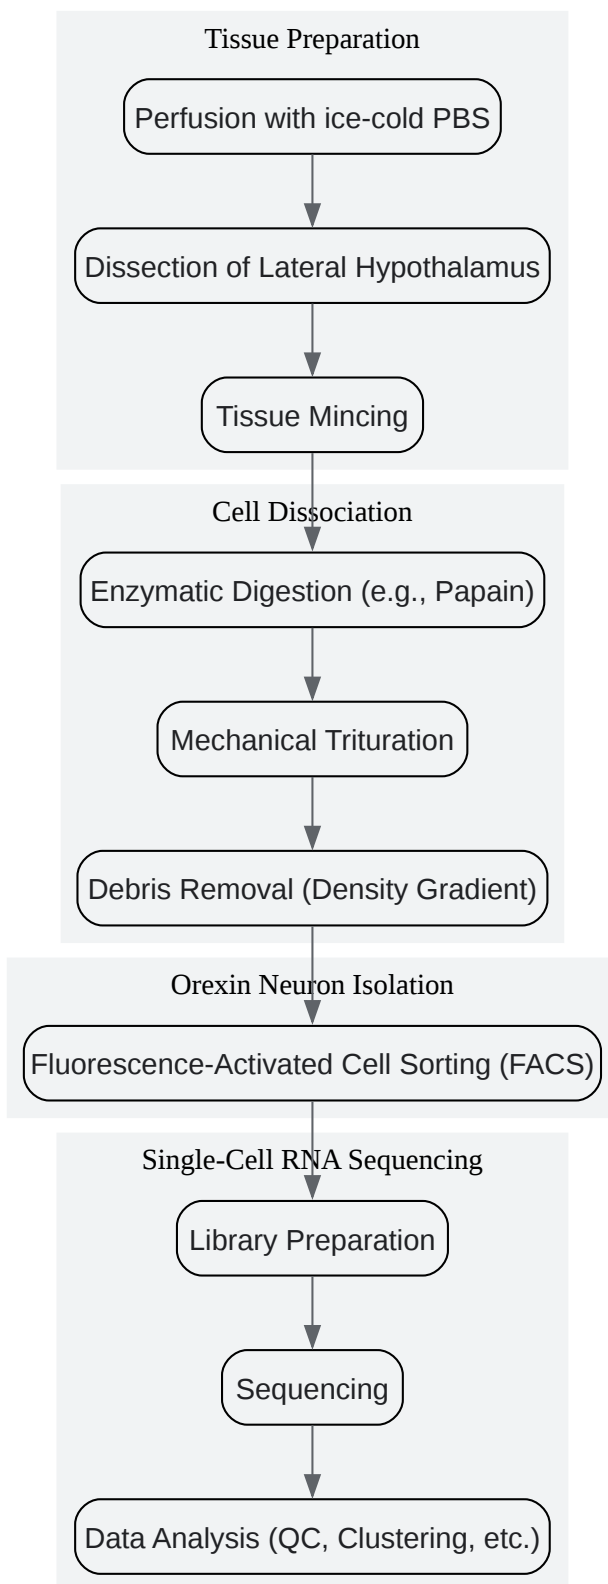 Tissue Preparation
Perfusion with ice-cold PBS
Dissection of Lateral Hypothalamus
Tissue Mincing
Cell Dissociation
Enzymatic Digestion (e.g., Papain)
Mechanical Trituration
Debris Removal (Density Gradient)
Orexin Neuron Isolation
Fluorescence-Activated Cell Sorting (FACS)
Single-Cell RNA Sequencing
Library Preparation
Sequencing
Data Analysis (QC, Clustering, etc.)